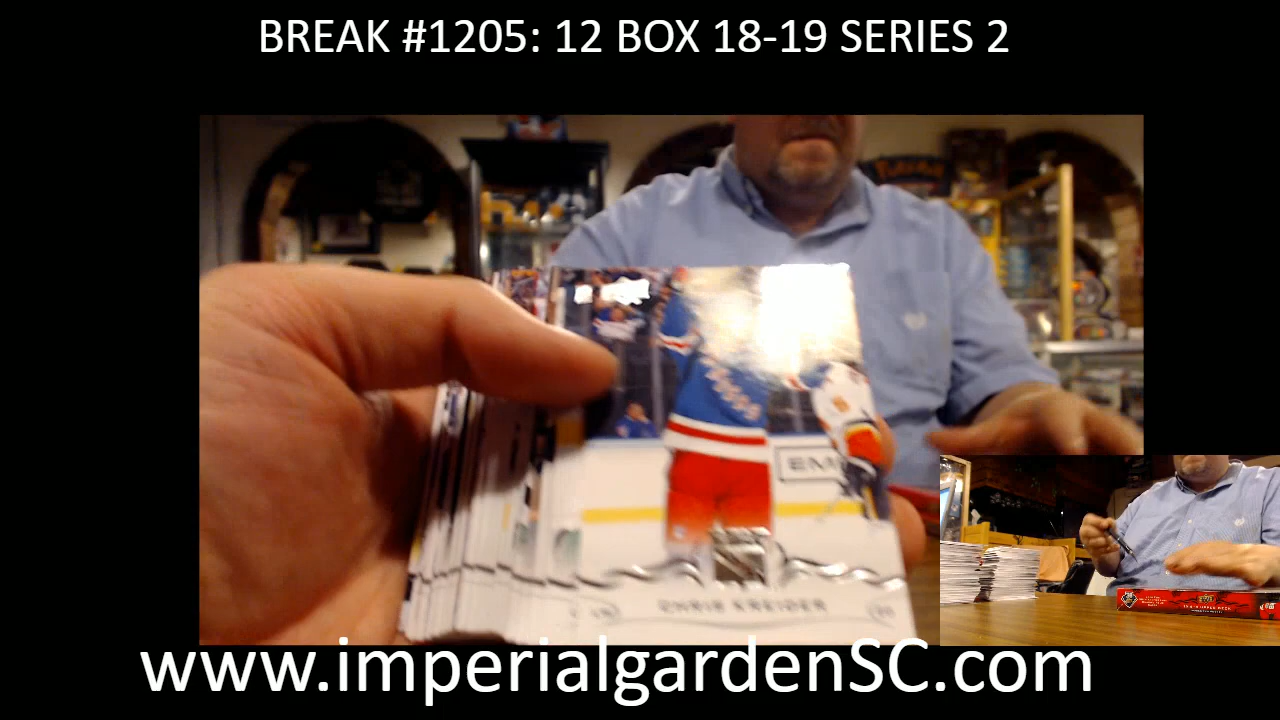 BREAK #1205: 12 BOX 18-19 SERIES 2
CHRIS KREIDER
www.imperialgardenSC.com